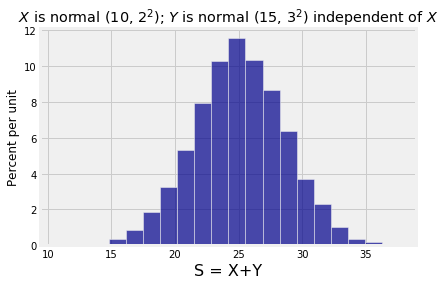 X is normal (10, 2²); Y is normal (15, 3²) independent of X
Percent per unit
12
10
8
6
4
2
0
10 15 20 25 30 35
S = X+Y